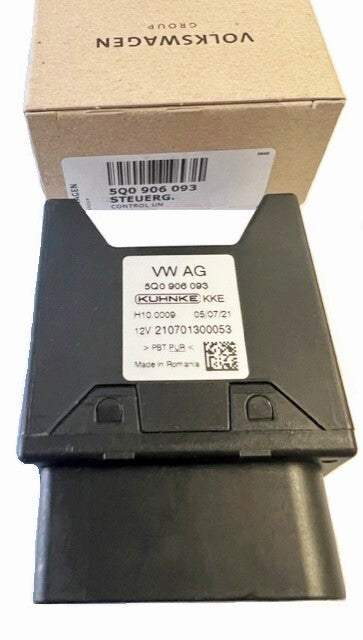 VOLKSWAGEN
GROUP
5Q0 906 093
STEUERG.
CONTROL UN
VW AG
5Q0 906 093
KUHNKE KKE
H10.0009 05/07/21
12V 210701300053
> PBT PUR <
Made in Romania